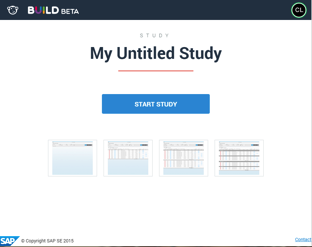 BUILD BETA
CL
STUDY
My Untitled Study
START STUDY
SAP © Copyright SAP SE 2015
Contact